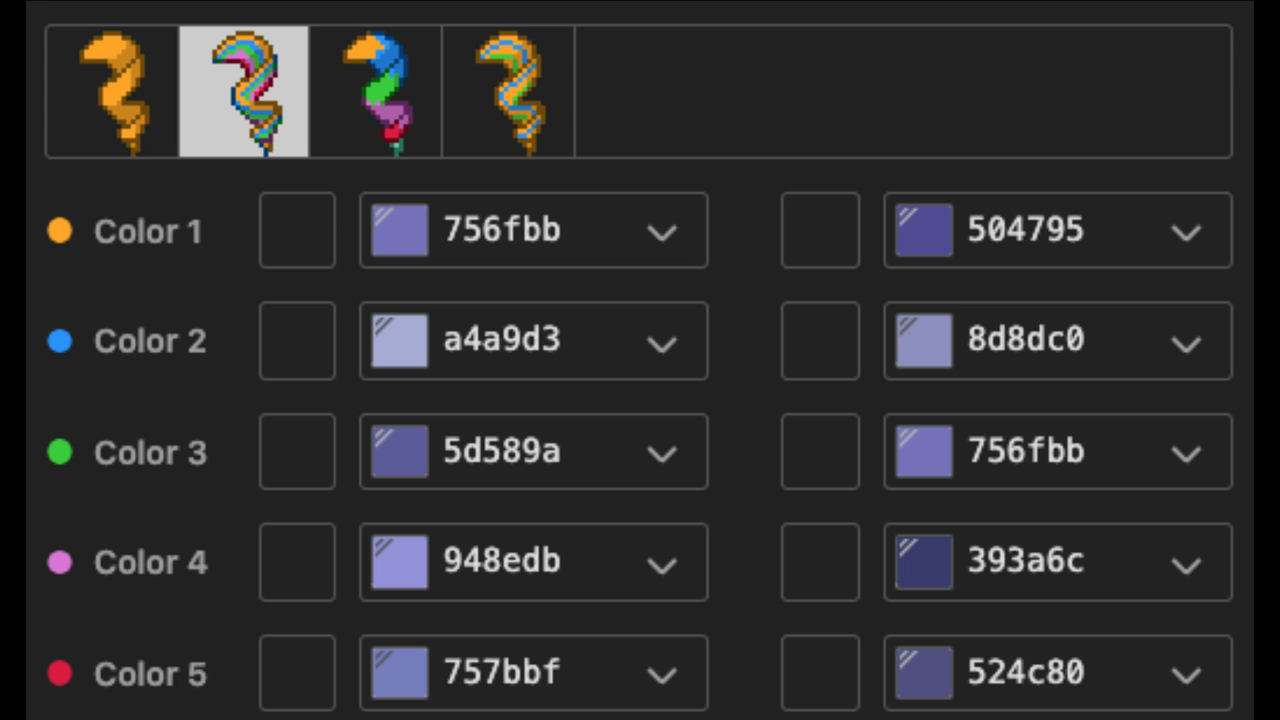 Color 1 756fbb 504795
Color 2 a4a9d3 8d8dc0
Color 3 5d589a 756fbb
Color 4 948edb 393a6c
Color 5 757bbf 524c80